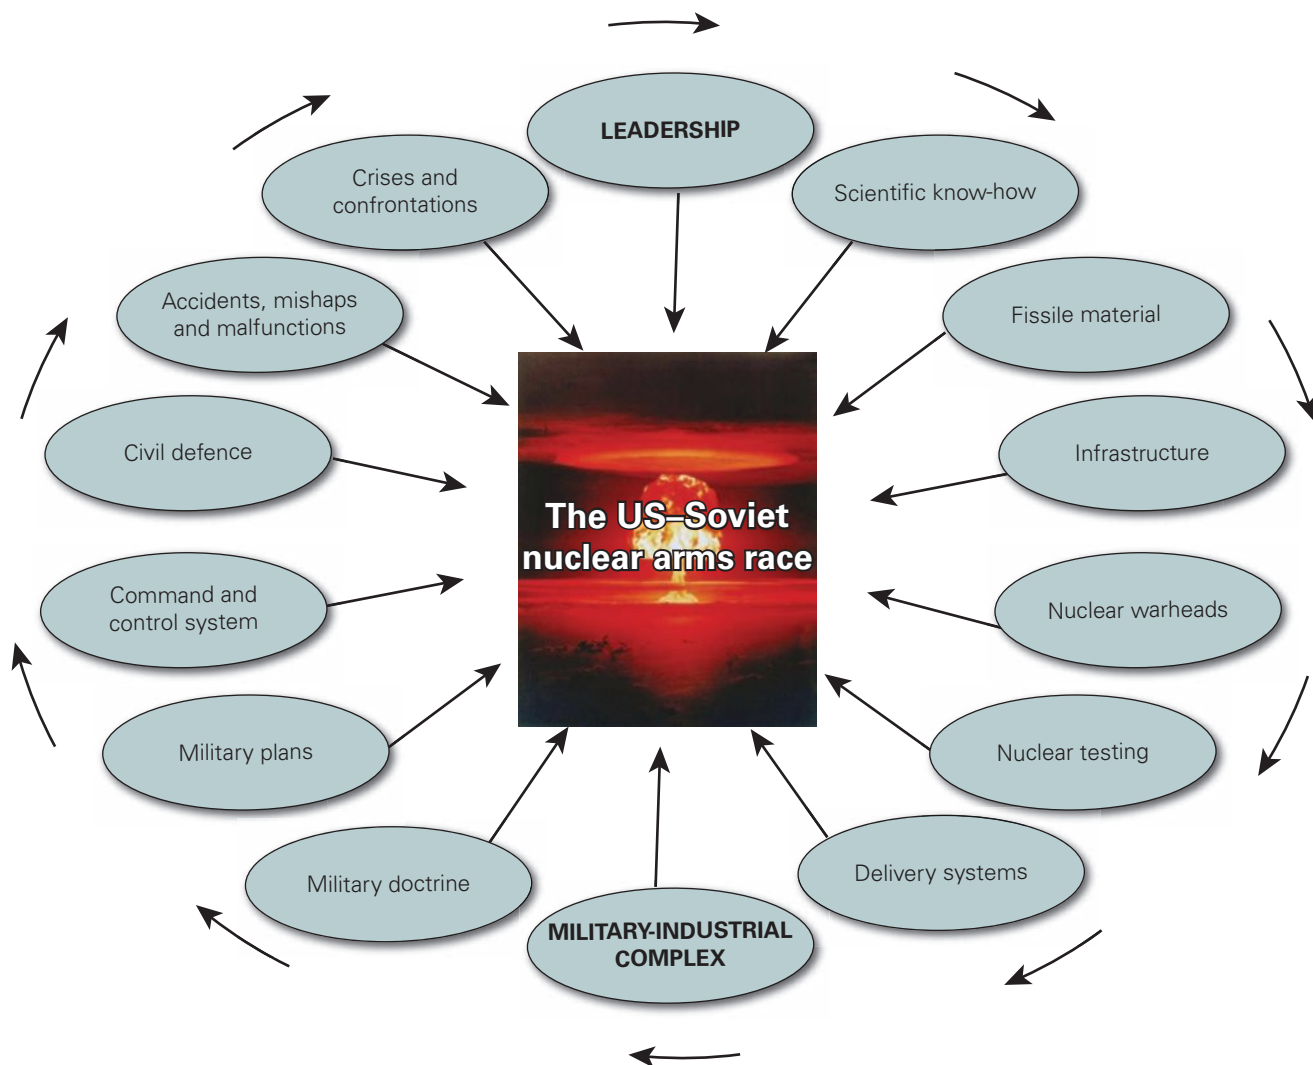 LEADERSHIP
Scientific know-how
Fissile material
Infrastructure
Nuclear warheads
Nuclear testing
Delivery systems
MILITARY-INDUSTRIAL
COMPLEX
Military doctrine
Military plans
Command and
control system
Civil defence
Accidents, mishaps
and malfunctions
Crises and
confrontations
The US–Soviet
nuclear arms race